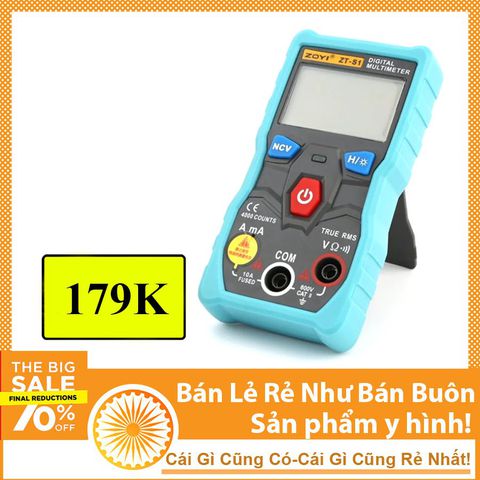 ZOYI ZT-S1
DIGITAL
MULTIMETER
NCV
H/
CE
4000 COUNTS
TRUE RMS
A mA
COM
VΩ
10A
FUSED
600V
CAT II
179K
THE BIG
SALE
FINAL REDUCTIONS
70% OFF
Bán Lẻ Rẻ Như Bán Buôn
Sản phẩm y hình!
Cái Gì Cũng Có-Cái Gì Cũng Rẻ Nhất!